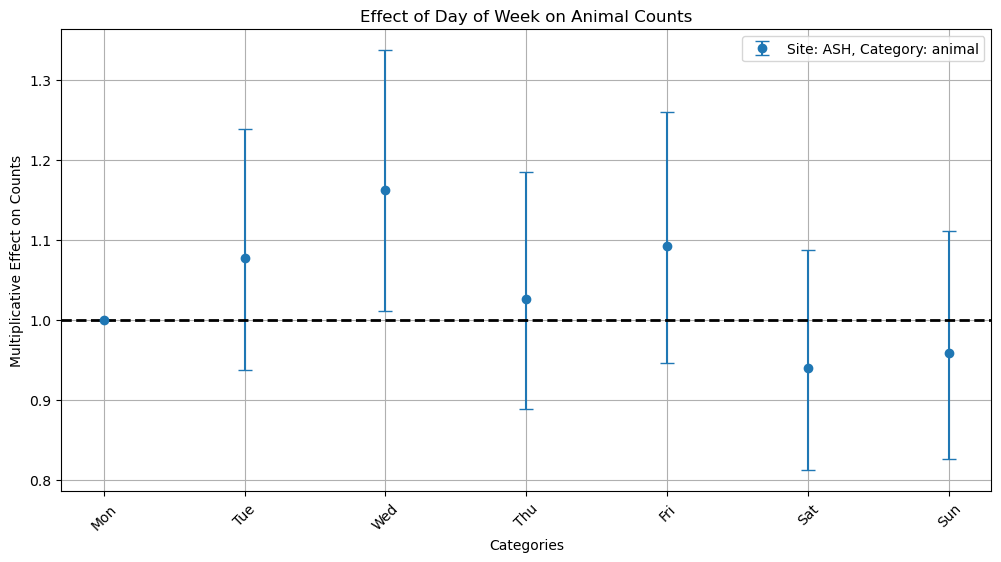 Effect of Day of Week on Animal Counts
Site: ASH, Category: animal
Multiplicative Effect on Counts
1.3
1.2
1.1
1.0
0.9
0.8
Mon
Tue
Wed
Thu
Fri
Sat
Sun
Categories